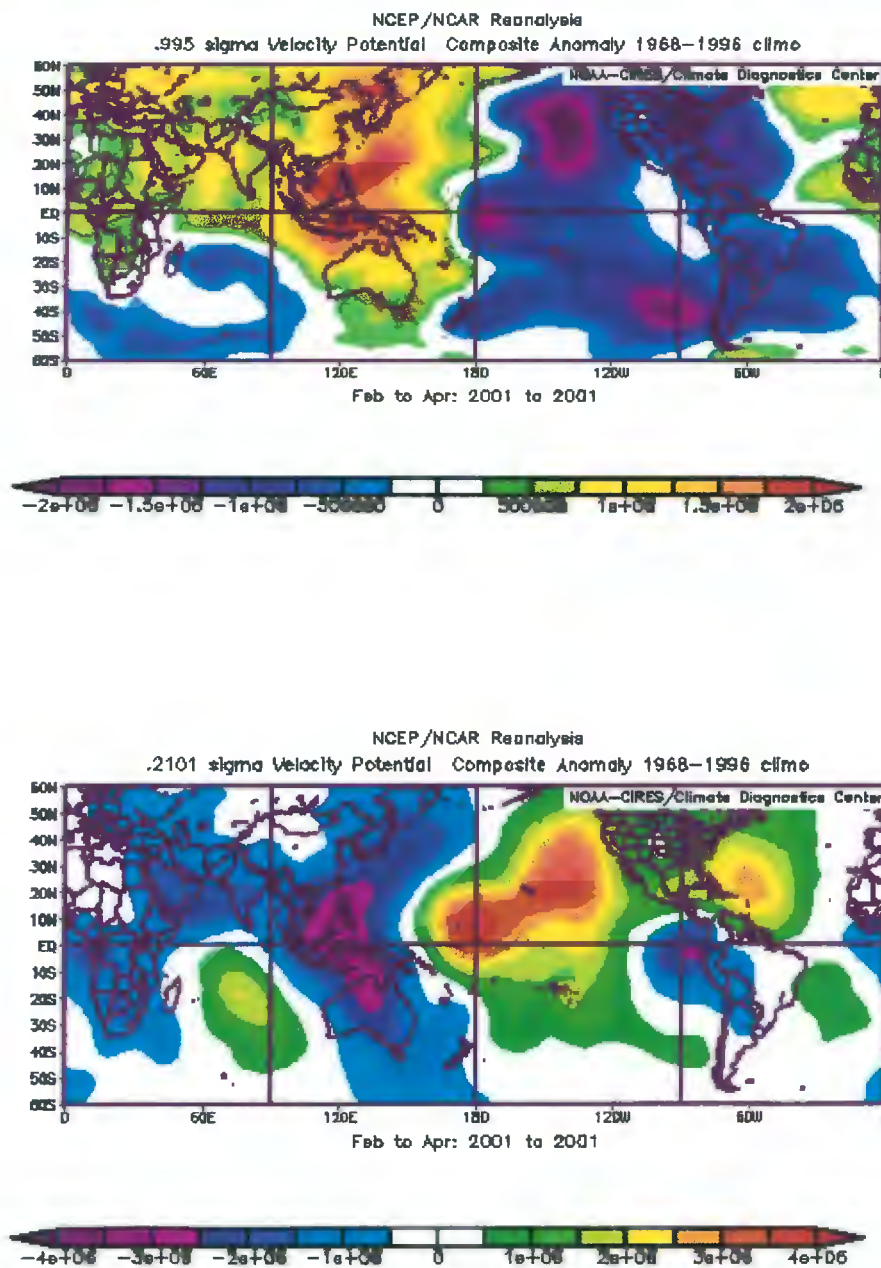 NCEP/NCAR Reanalysis
.995 sigma Velocity Potential Composite Anomaly 1968-1996 climo
NOAA-CIRES/Climate Diagnostics Center
60N
50N
40N
30N
20N
10N
EQ
10S
20S
30S
40S
50S
60S
0 60E 120E 180 120W 60W
Feb to Apr: 2001 to 2001
-2e+06 -1.5e+06 -1e+06 -500000 0 500000 1e+06 1.5e+06 2e+06
NCEP/NCAR Reanalysis
.2101 sigma Velocity Potential Composite Anomaly 1968-1996 climo
NOAA-CIRES/Climate Diagnostics Center
60N
50N
40N
30N
20N
10N
EQ
10S
20S
30S
40S
50S
60S
0 60E 120E 180 120W 60W
Feb to Apr: 2001 to 2001
-4e+06 -3e+06 -2e+06 -1e+06 0 1e+06 2e+06 3e+06 4e+06